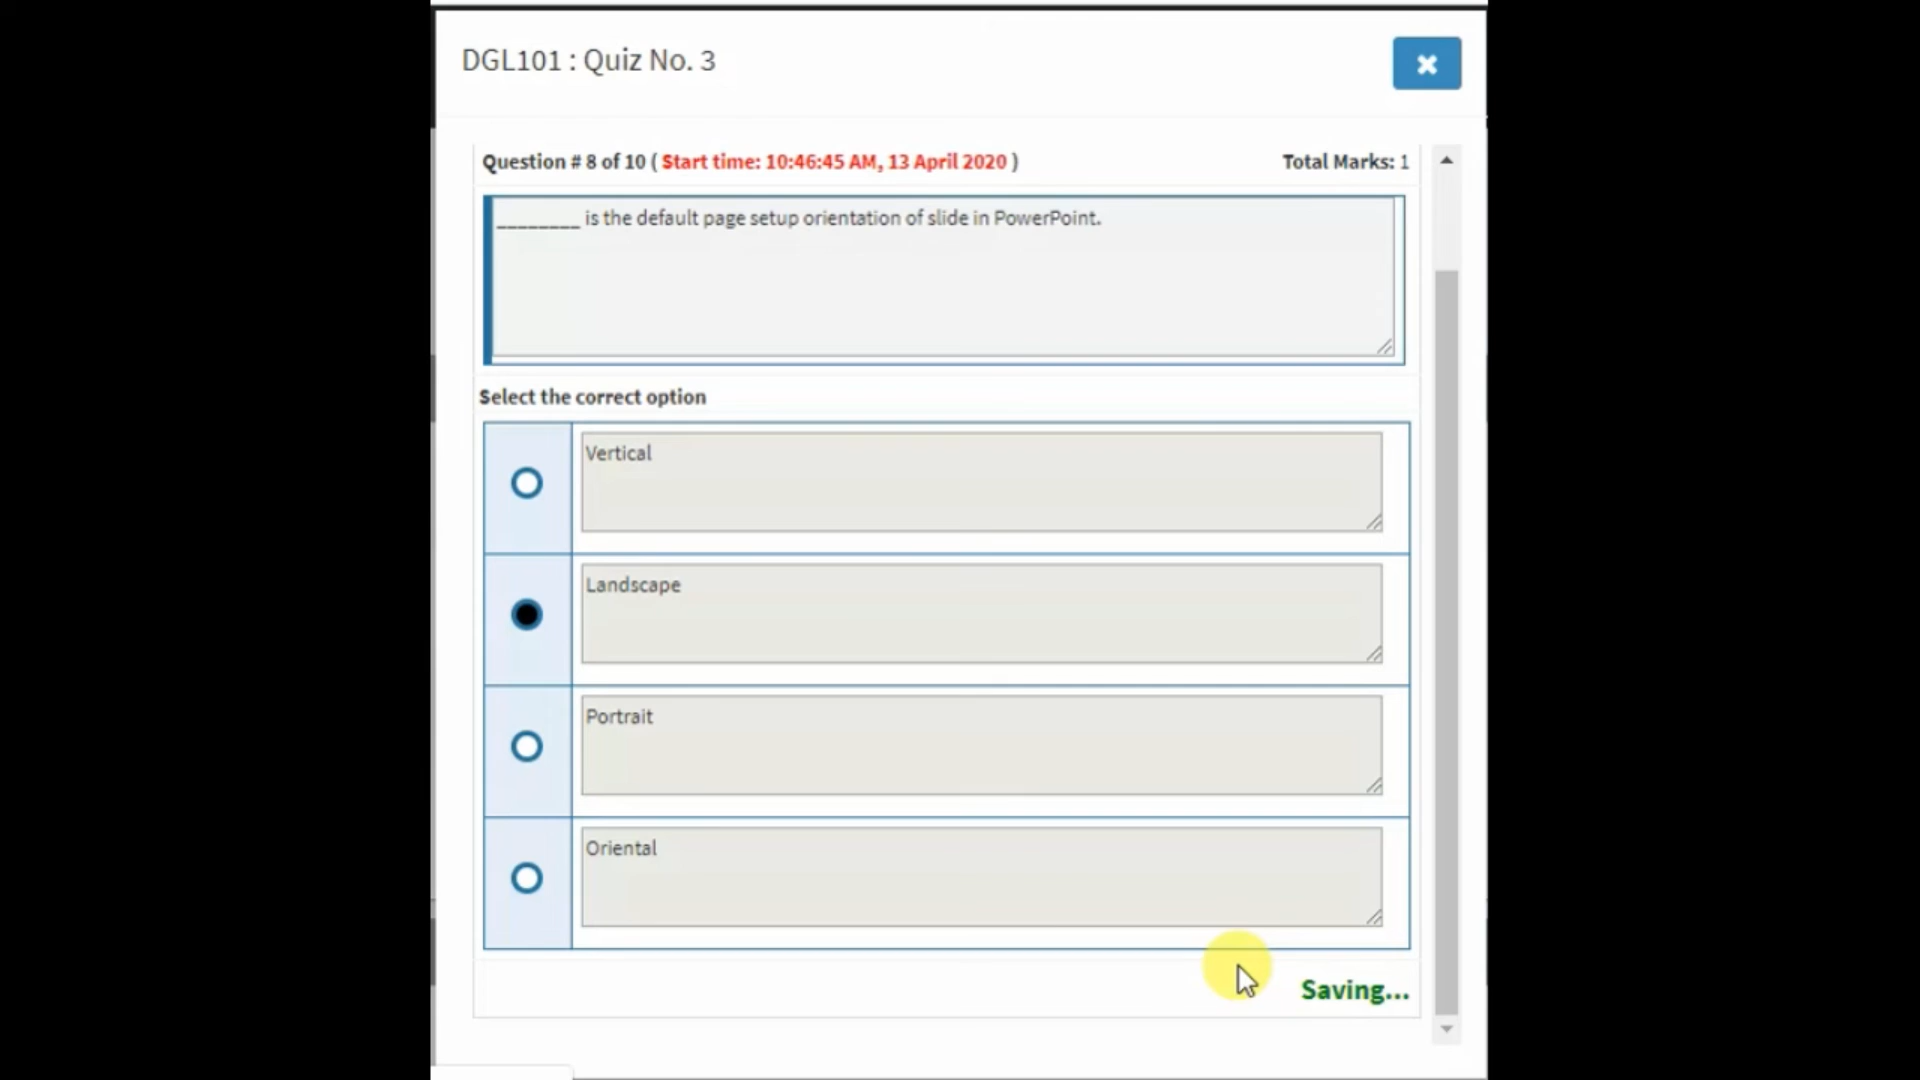 DGL101 : Quiz No. 3
Question # 8 of 10 ( Start time: 10:46:45 AM, 13 April 2020 ) Total Marks: 1
________ is the default page setup orientation of slide in PowerPoint.
Select the correct option
Vertical
Landscape
Portrait
Oriental
Saving...